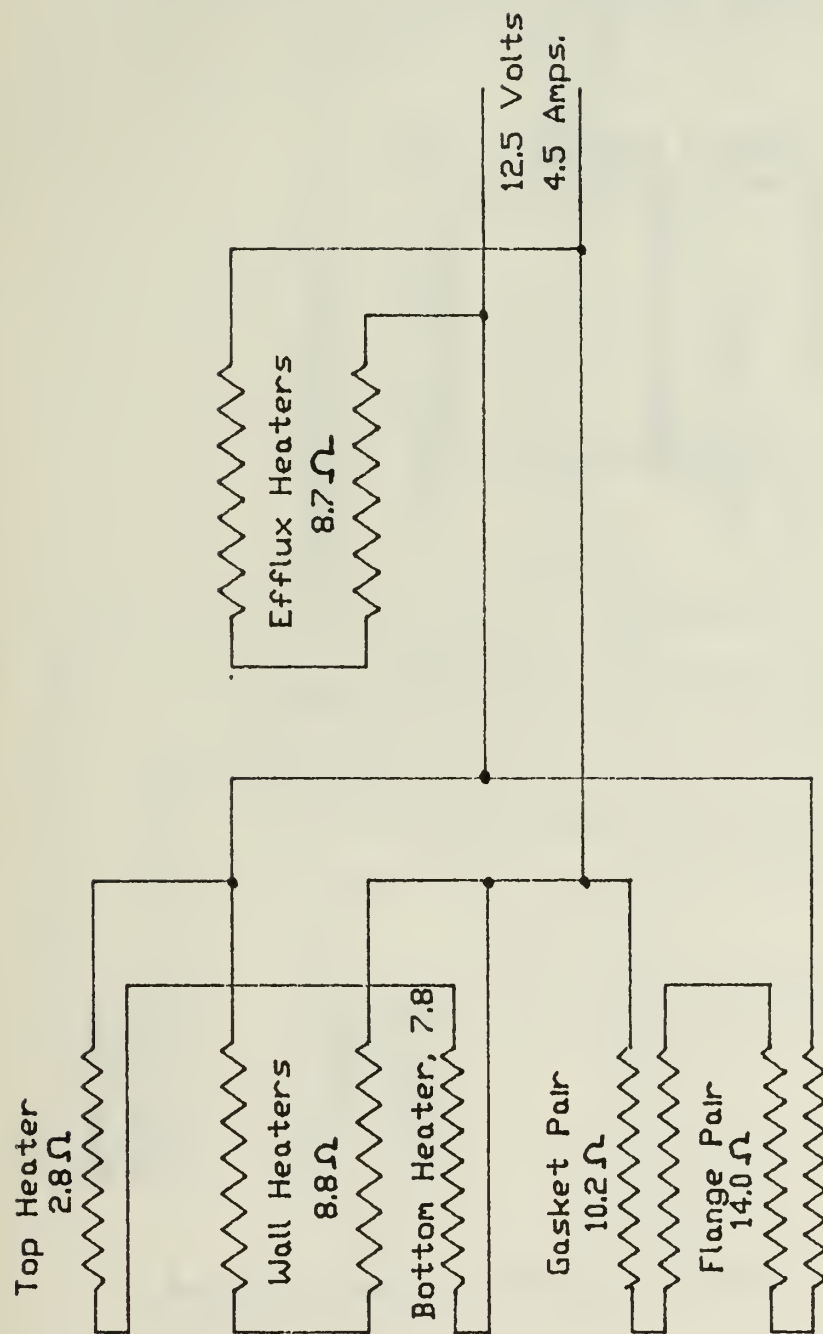 Top Heater
2.8Ω
Wall Heaters
8.8Ω
Bottom Heater, 7.8
Gasket Pair
10.2Ω
Flange Pair
14.0Ω
Efflux Heaters
8.7Ω
12.5 Volts
4.5 Amps.